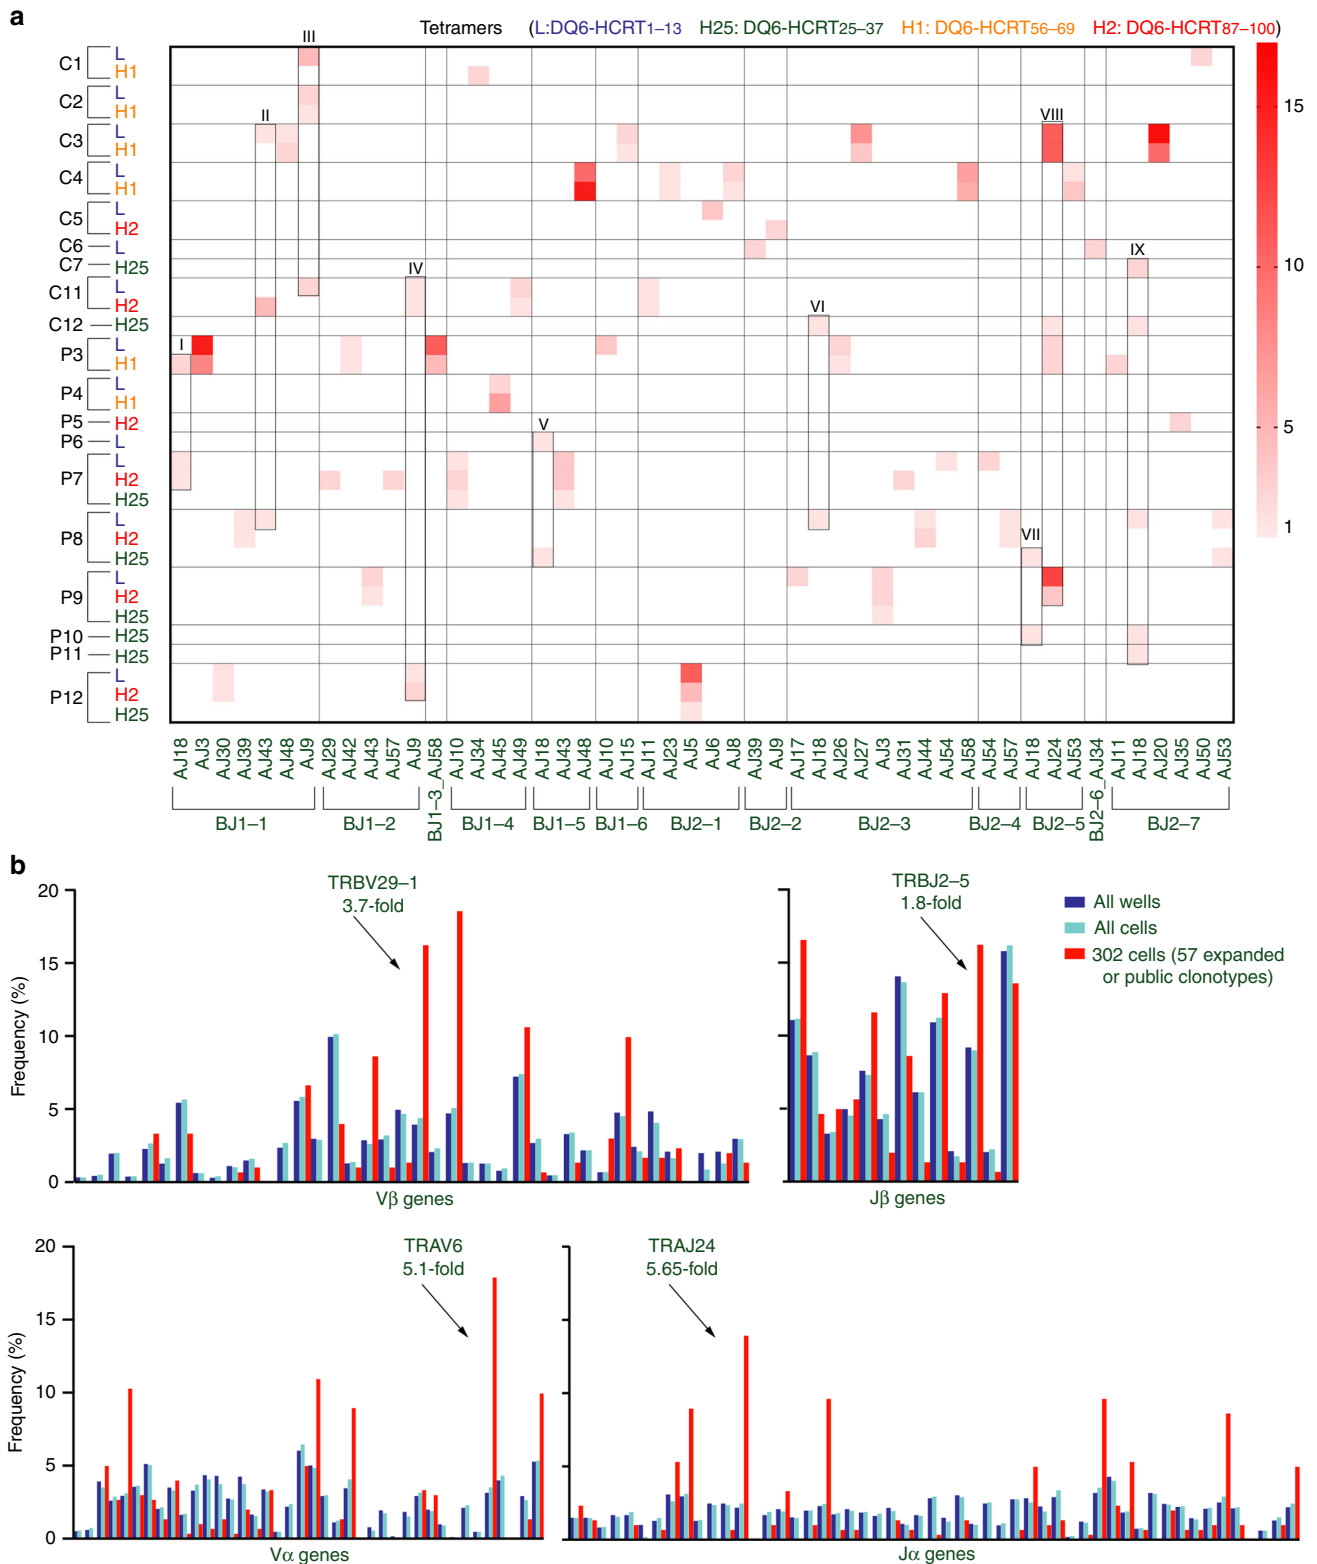 a
Tetramers (L:DQ6-HCRT1–13 H25: DQ6-HCRT25–37 H1: DQ6-HCRT56–69 H2: DQ6-HCRT87–100)
III
C1 L
H1
C2 L
H1
II
VIII
C3 L
H1
C4 L
H1
C5 L
H2
C6 L
IX
C7 H25
IV
C11 L
H2
VI
C12 H25
I
P3 L
H1
P4 L
H1
P5 H2
V
P6 L
P7 L
H2
H25
P8 L
H2
VII
H25
P9 L
H2
H25
P10 H25
P11 H25
P12 L
H2
H25
15
10
5
1
AJ18 AJ3 AJ30 AJ39 AJ43 AJ48 AJ9 AJ29 AJ42 AJ43 AJ57 AJ9 AJ58 AJ10 AJ34 AJ45 AJ49 AJ18 AJ43 AJ48 AJ10 AJ15 AJ11 AJ23 AJ5 AJ6 AJ8 AJ39 AJ9 AJ17 AJ18 AJ26 AJ27 AJ3 AJ31 AJ44 AJ54 AJ58 AJ54 AJ57 AJ18 AJ24 AJ53 AJ34 AJ11 AJ18 AJ20 AJ35 AJ50 AJ53
BJ1–1 BJ1–2 BJ1–3 BJ1–4 BJ1–5 BJ1–6 BJ2–1 BJ2–2 BJ2–3 BJ2–4 BJ2–5 BJ2–6 BJ2–7
b
Frequency (%)
20
15
10
5
0
TRBV29–1
3.7-fold
Vβ genes
TRBJ2–5
1.8-fold
Jβ genes
All wells
All cells
302 cells (57 expanded
or public clonotypes)
Frequency (%)
20
15
10
5
0
TRAV6
5.1-fold
Vα genes
TRAJ24
5.65-fold
Jα genes